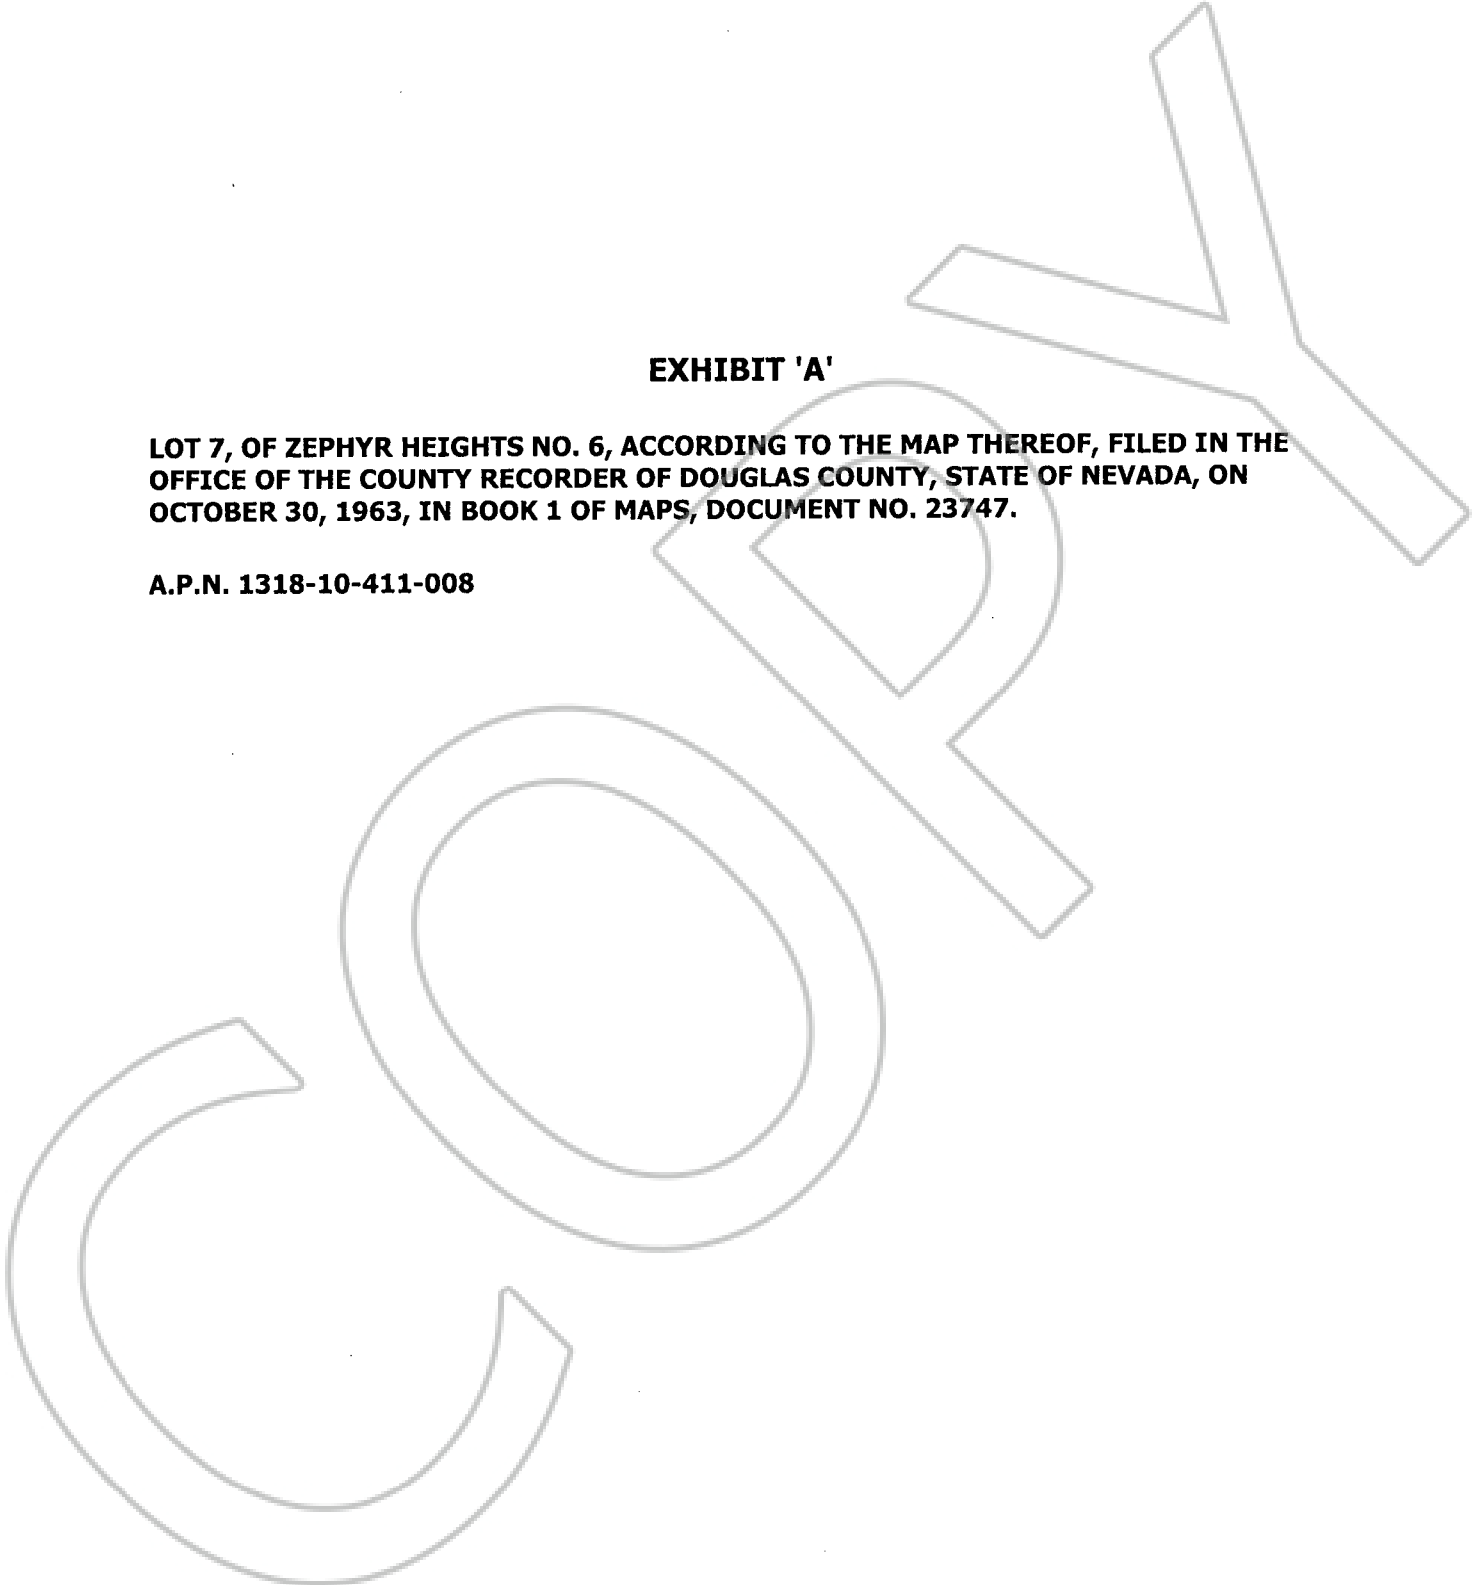 EXHIBIT 'A'
LOT 7, OF ZEPHYR HEIGHTS NO. 6, ACCORDING TO THE MAP THEREOF, FILED IN THE
OFFICE OF THE COUNTY RECORDER OF DOUGLAS COUNTY, STATE OF NEVADA, ON
OCTOBER 30, 1963, IN BOOK 1 OF MAPS, DOCUMENT NO. 23747.
A.P.N. 1318-10-411-008
COPY